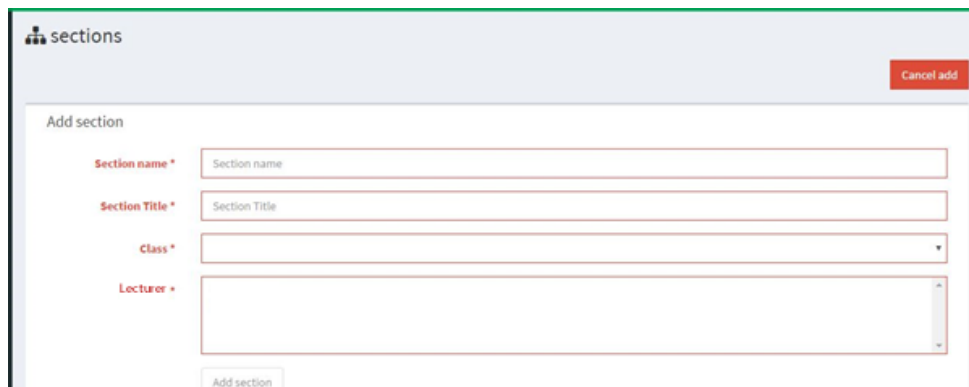 sections
Cancel add
Add section
Section name * Section name
Section Title * Section Title
Class *
Lecturer *
Add section